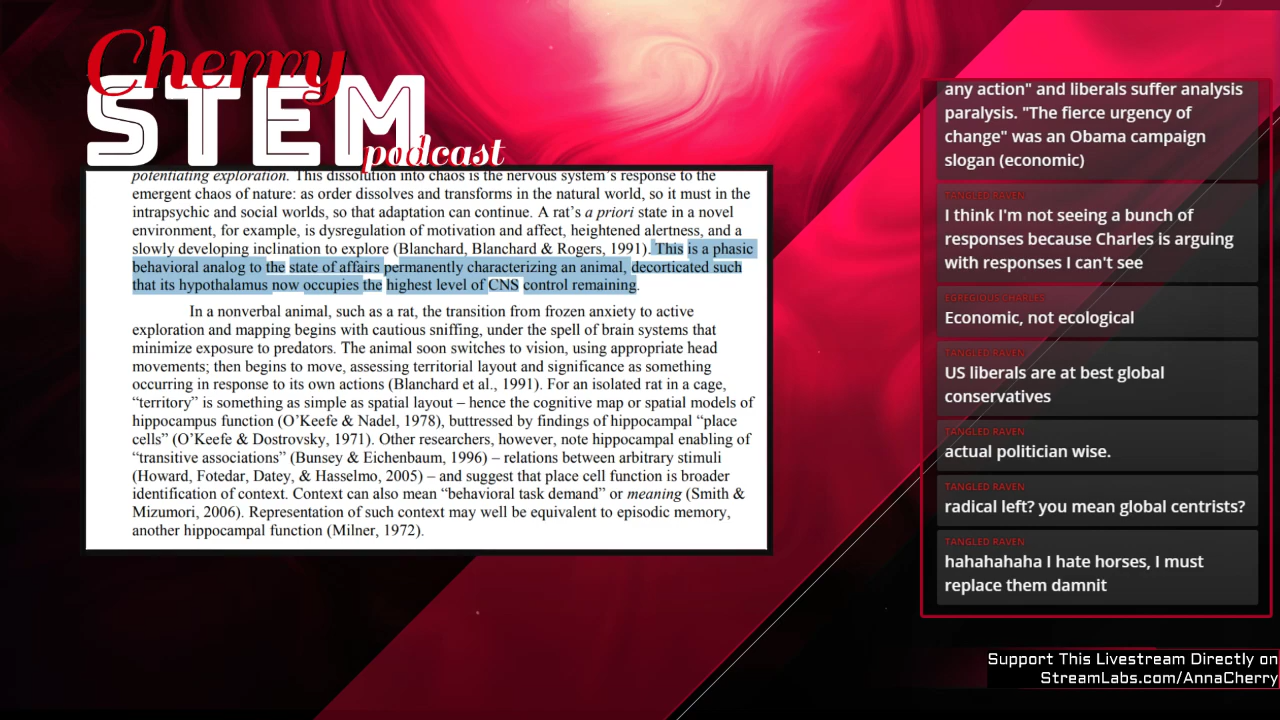 Cherry
STEM
podcast
potentiating exploration. This dissolution into chaos is the nervous system's response to the
emergent chaos of nature: as order dissolves and transforms in the natural world, so it must in the
intrapsychic and social worlds, so that adaptation can continue. A rat's a priori state in a novel
environment, for example, is dysregulation of motivation and affect, heightened alertness, and a
slowly developing inclination to explore (Blanchard, Blanchard & Rogers, 1991). This is a phasic
behavioral analog to the state of affairs permanently characterizing an animal, decorticated such
that its hypothalamus now occupies the highest level of CNS control remaining.
In a nonverbal animal, such as a rat, the transition from frozen anxiety to active
exploration and mapping begins with cautious sniffing, under the spell of brain systems that
minimize exposure to predators. The animal soon switches to vision, using appropriate head
movements; then begins to move, assessing territorial layout and significance as something
occurring in response to its own actions (Blanchard et al., 1991). For an isolated rat in a cage,
“territory” is something as simple as spatial layout – hence the cognitive map or spatial models of
hippocampus function (O’Keefe & Nadel, 1978), buttressed by findings of hippocampal “place
cells” (O’Keefe & Dostrovsky, 1971). Other researchers, however, note hippocampal enabling of
“transitive associations” (Bunsey & Eichenbaum, 1996) – relations between arbitrary stimuli
(Howard, Fotedar, Datey, & Hasselmo, 2005) – and suggest that place cell function is broader
identification of context. Context can also mean “behavioral task demand” or meaning (Smith &
Mizumori, 2006). Representation of such context may well be equivalent to episodic memory,
another hippocampal function (Milner, 1972).
any action" and liberals suffer analysis
paralysis. "The fierce urgency of
change" was an Obama campaign
slogan (economic)
TANGLED RAVEN
I think I'm not seeing a bunch of
responses because Charles is arguing
with responses I can't see
EGREGIOUS CHARLES
Economic, not ecological
TANGLED RAVEN
US liberals are at best global
conservatives
TANGLED RAVEN
actual politician wise.
TANGLED RAVEN
radical left? you mean global centrists?
TANGLED RAVEN
hahahahaha I hate horses, I must
replace them damnit
Support This Livestream Directly on
StreamLabs.com/AnnaCherry